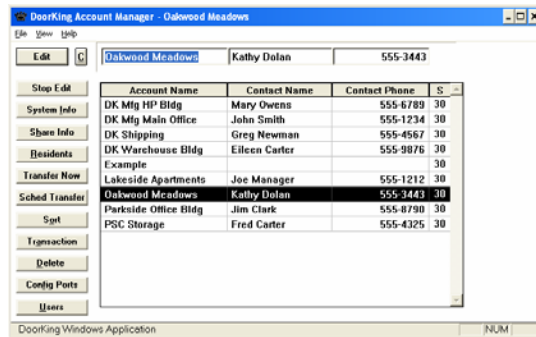 DoorKing Account Manager - Oakwood Meadows
File View Help
Edit C Oakwood Meadows Kathy Dolan 555-3443
Stop Edit
System Info
Share Info
Residents
Transfer Now
Sched Transfer
Sort
Transaction
Delete
Config Ports
Users
Account Name Contact Name Contact Phone S
DK Mfg HP Bldg Mary Owens 555-6789 30
DK Mfg Main Office John Smith 555-1234 30
DK Shipping Greg Newman 555-4567 30
DK Warehouse Bldg Eileen Carter 555-9876 30
Example 30
Lakeside Apartments Joe Manager 555-1212 30
Oakwood Meadows Kathy Dolan 555-3443 30
Parkside Office Bldg Jim Clark 555-8790 30
PSC Storage Fred Carter 555-4325 30
DoorKing Windows Application NUM